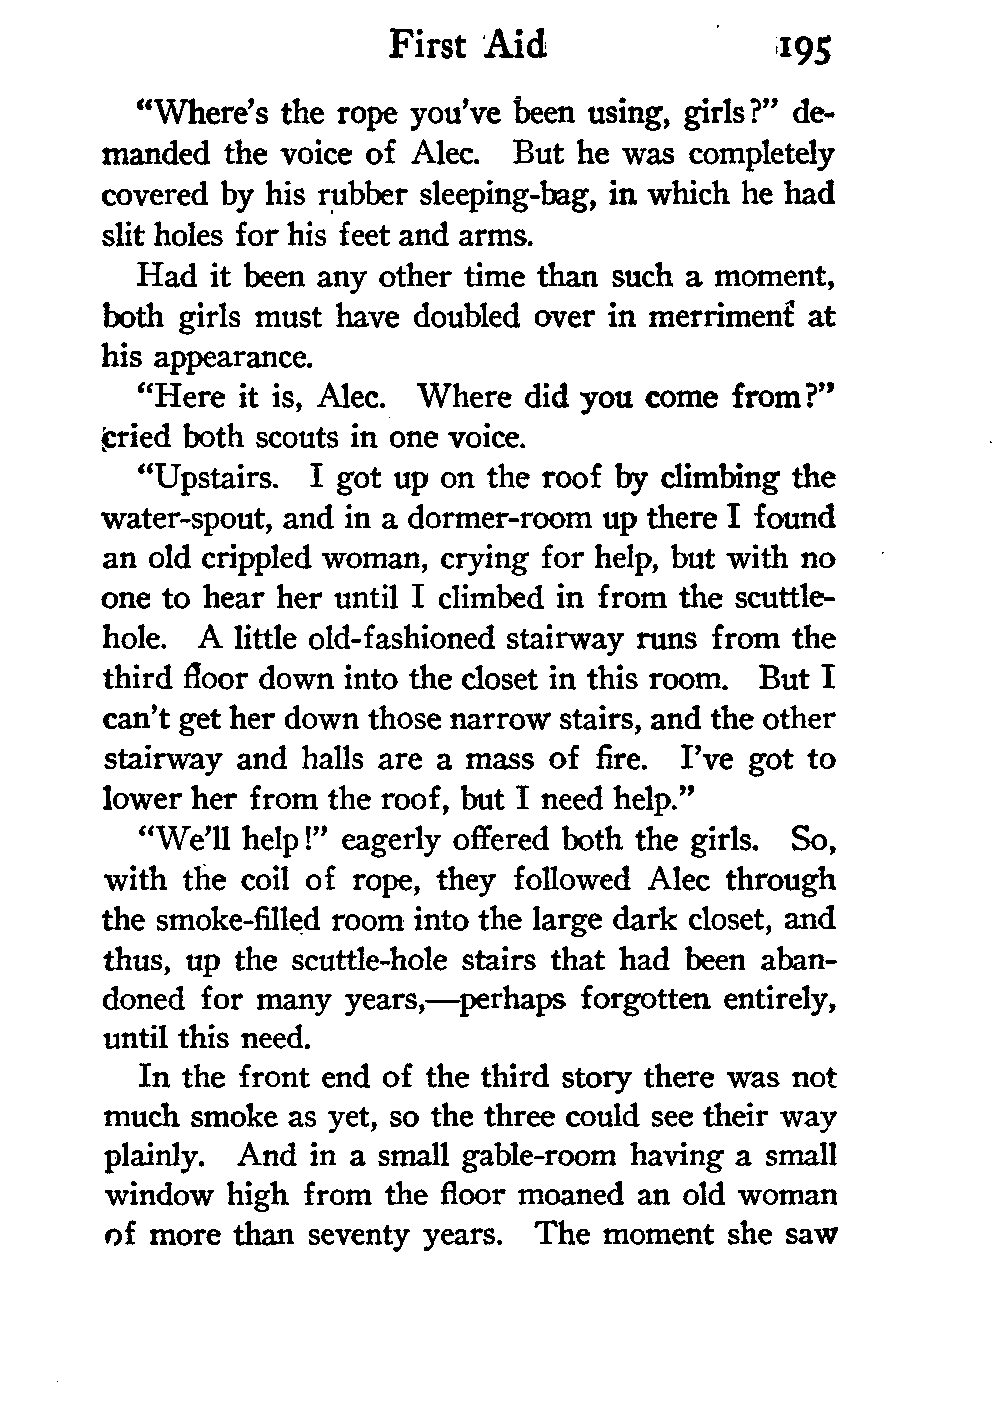 First Aid 195
“Where’s the rope you’ve been using, girls?” de-
manded the voice of Alec. But he was completely
covered by his rubber sleeping-bag, in which he had
slit holes for his feet and arms.
Had it been any other time than such a moment,
both girls must have doubled over in merriment at
his appearance.
“Here it is, Alec. Where did you come from?”
cried both scouts in one voice.
“Upstairs. I got up on the roof by climbing the
water-spout, and in a dormer-room up there I found
an old crippled woman, crying for help, but with no
one to hear her until I climbed in from the scuttle-
hole. A little old-fashioned stairway runs from the
third floor down into the closet in this room. But I
can’t get her down those narrow stairs, and the other
stairway and halls are a mass of fire. I’ve got to
lower her from the roof, but I need help.”
“We’ll help!” eagerly offered both the girls. So,
with the coil of rope, they followed Alec through
the smoke-filled room into the large dark closet, and
thus, up the scuttle-hole stairs that had been aban-
doned for many years,—perhaps forgotten entirely,
until this need.
In the front end of the third story there was not
much smoke as yet, so the three could see their way
plainly. And in a small gable-room having a small
window high from the floor moaned an old woman
of more than seventy years. The moment she saw